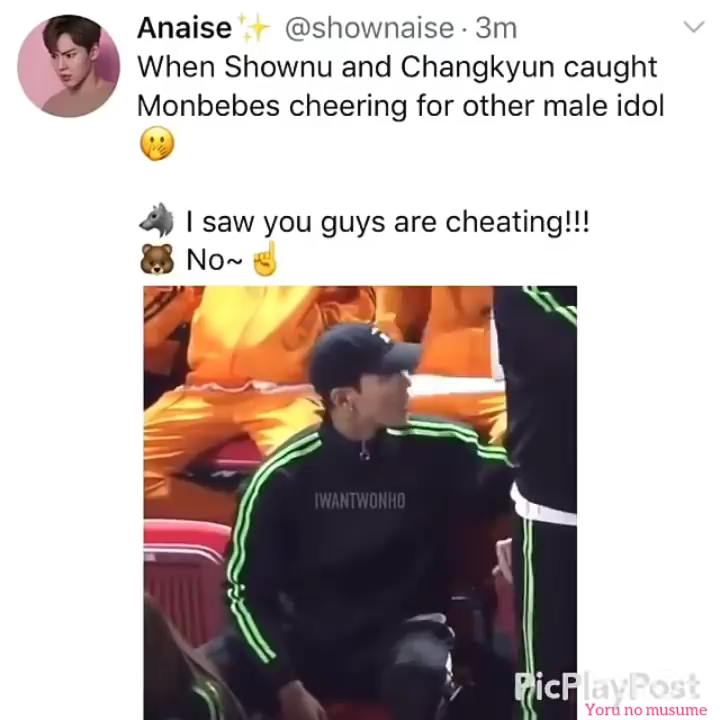 Anaise✨ @shownaise · 3m
When Shownu and Changkyun caught
Monbebes cheering for other male idol
🤭
🐺 I saw you guys are cheating!!!
🐻 No~ ☝
IWANTWONHO
PicPlayPost
Yoru no musume